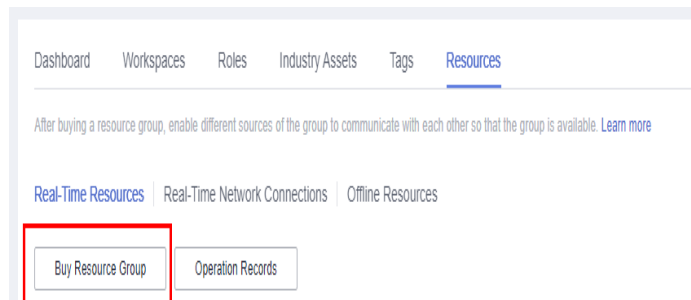 Dashboard Workspaces Roles Industry Assets Tags Resources
After buying a resource group, enable different sources of the group to communicate with each other so that the group is available. Learn more
Real-Time Resources Real-Time Network Connections Offline Resources
Buy Resource Group Operation Records